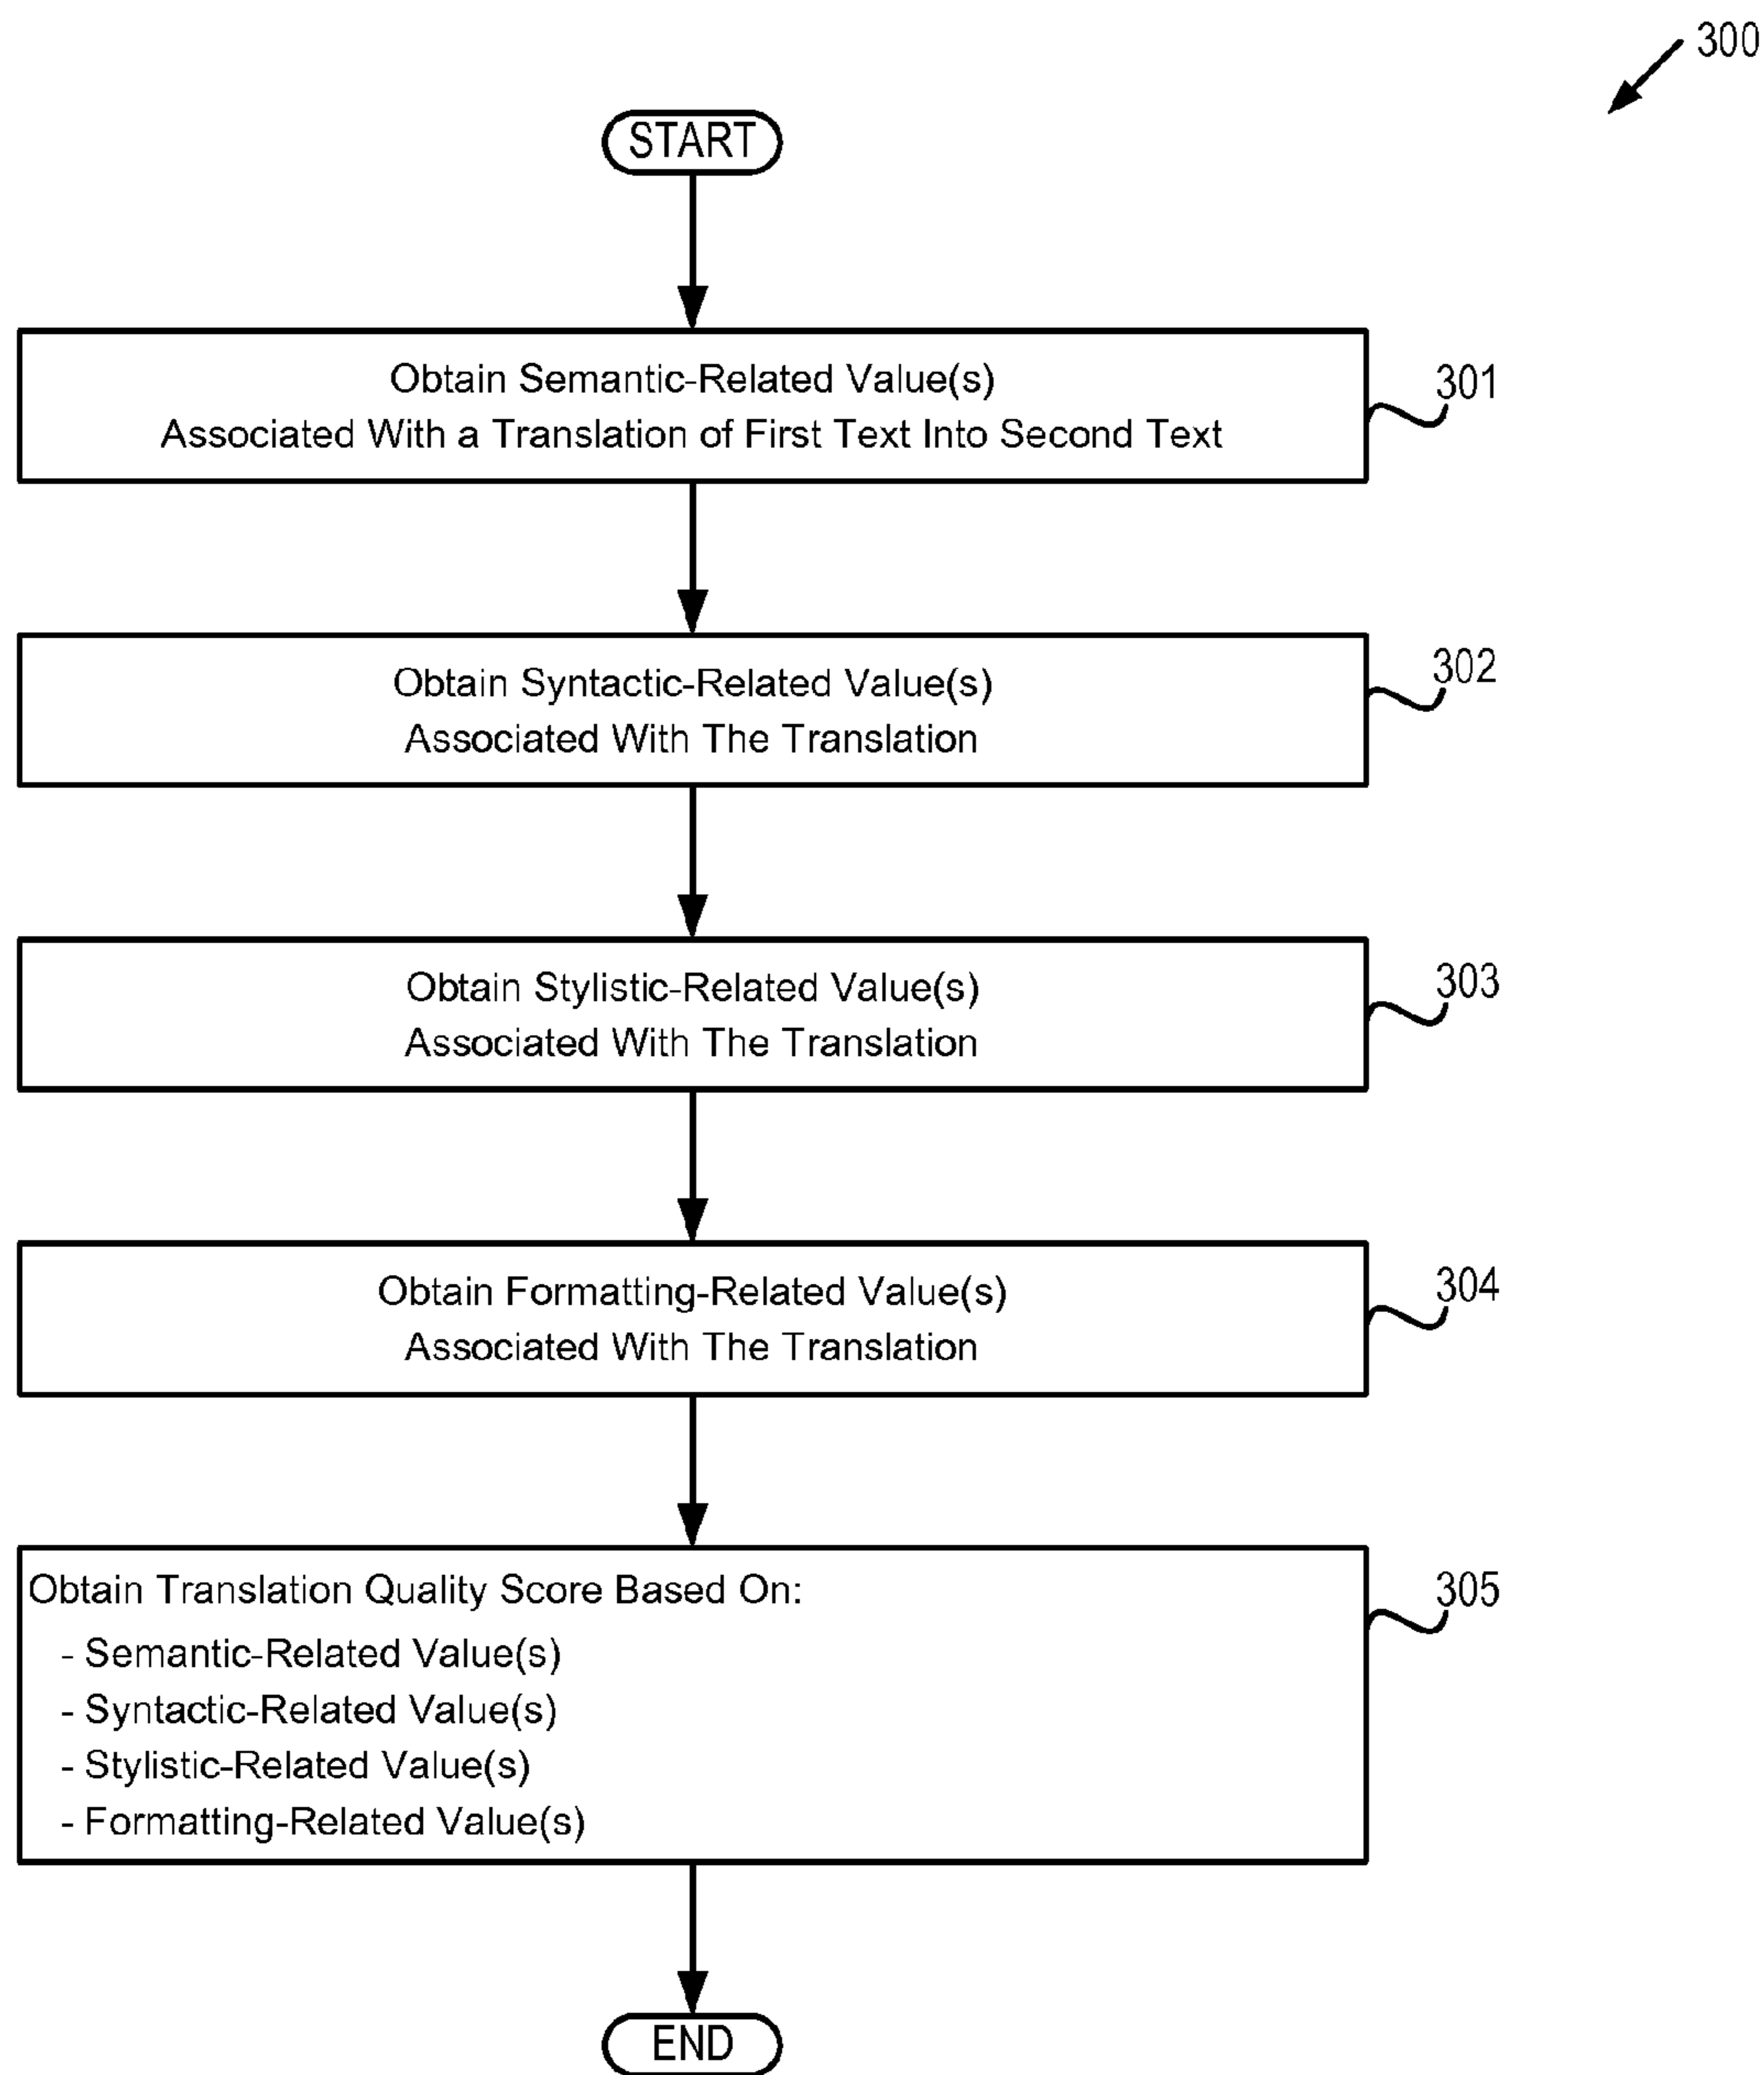 300
START
Obtain Semantic-Related Value(s)
Associated With a Translation of First Text Into Second Text
301
Obtain Syntactic-Related Value(s)
Associated With The Translation
302
Obtain Stylistic-Related Value(s)
Associated With The Translation
303
Obtain Formatting-Related Value(s)
Associated With The Translation
304
Obtain Translation Quality Score Based On:
- Semantic-Related Value(s)
- Syntactic-Related Value(s)
- Stylistic-Related Value(s)
- Formatting-Related Value(s)
305
END